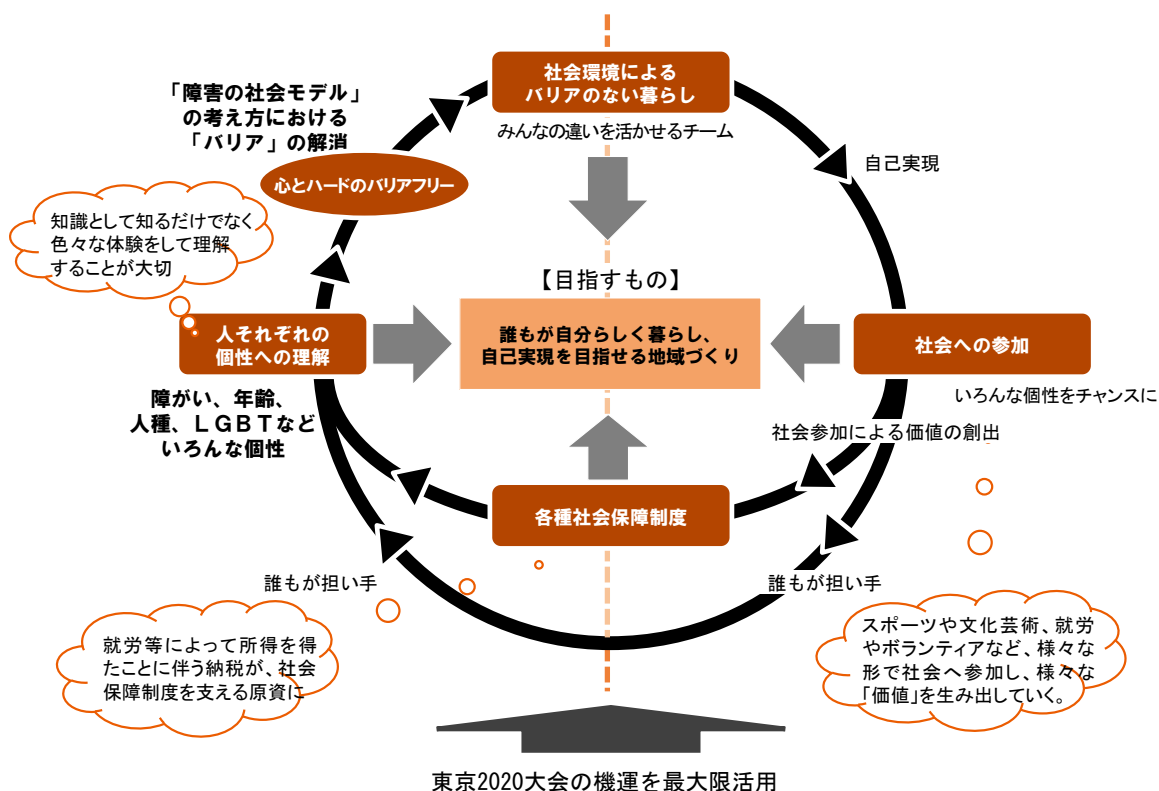 社会環境による
バリアのない暮らし
みんなの違いを活かせるチーム
「障害の社会モデル」
の考え方における
「バリア」の解消
心とハードのバリアフリー
自己実現
知識として知るだけでなく
色々な体験をして理解
することが大切
【目指すもの】
誰もが自分らしく暮らし、
自己実現を目指せる地域づくり
人それぞれの
個性への理解
障がい、年齢、
人種、ＬＧＢＴなど
いろんな個性
社会への参加
いろんな個性をチャンスに
社会参加による価値の創出
各種社会保障制度
誰もが担い手
誰もが担い手
就労等によって所得を得
たことに伴う納税が、社会
保障制度を支える原資に
スポーツや文化芸術、就労
やボランティアなど、様々な
形で社会へ参加し、様々な
「価値」を生み出していく。
東京2020大会の機運を最大限活用